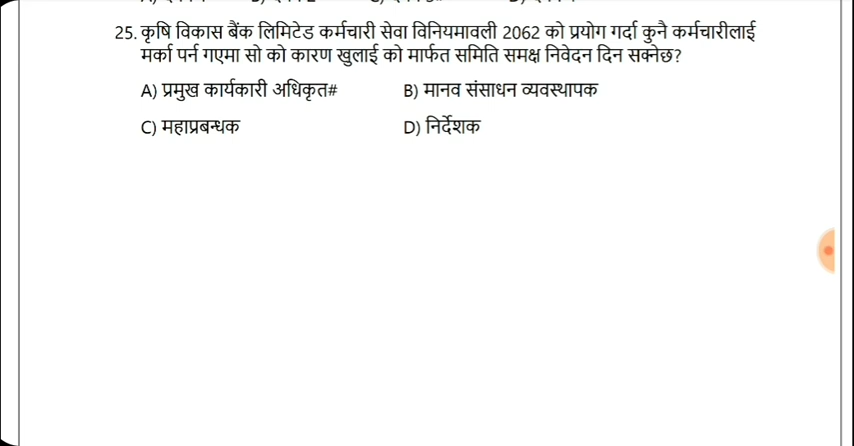 25. कृषि विकास बैंक लिमिटेड कर्मचारी सेवा विनियमावली 2062 को प्रयोग गर्दा कुनै कर्मचारीलाई
मर्का पर्न गएमा सो को कारण खुलाई को मार्फत समिति समक्ष निवेदन दिन सक्नेछ?
A) प्रमुख कार्यकारी अधिकृत#
B) मानव संसाधन व्यवस्थापक
C) महाप्रबन्धक
D) निर्देशक